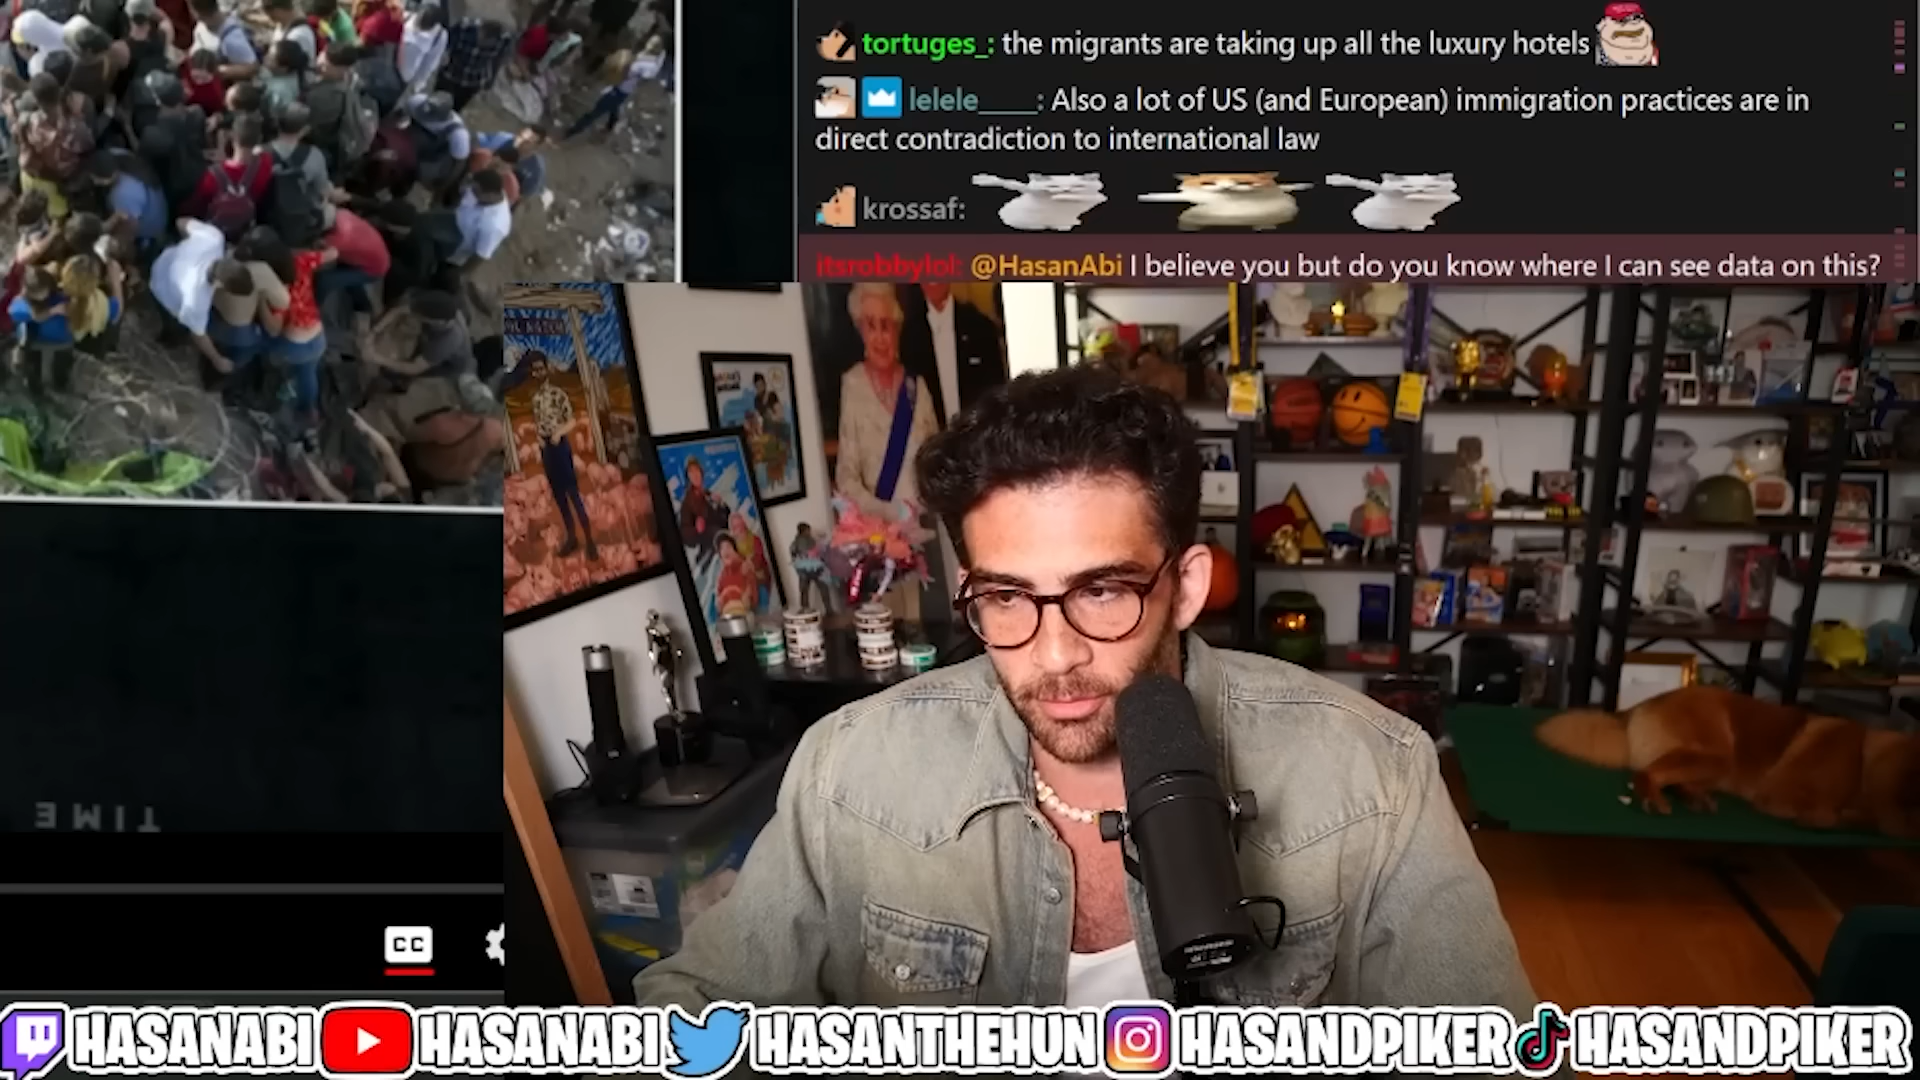 tortuges_: the migrants are taking up all the luxury hotels
lelele____: Also a lot of US (and European) immigration practices are in
direct contradiction to international law
krossaf:
itsrobbylol: @HasanAbi I believe you but do you know where I can see data on this?
TIME
CC
HASANABI HASANABI HASANTHEHUN HASANDPIKER HASANDPIKER